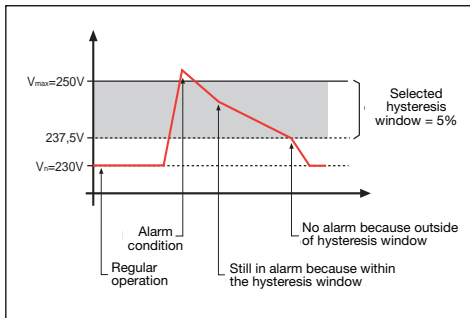 Vmax=250V
237,5V
Vn=230V
Selected
hysteresis
window = 5%
Alarm
condition
No alarm because outside
of hysteresis window
Regular
operation
Still in alarm because within
the hysteresis window